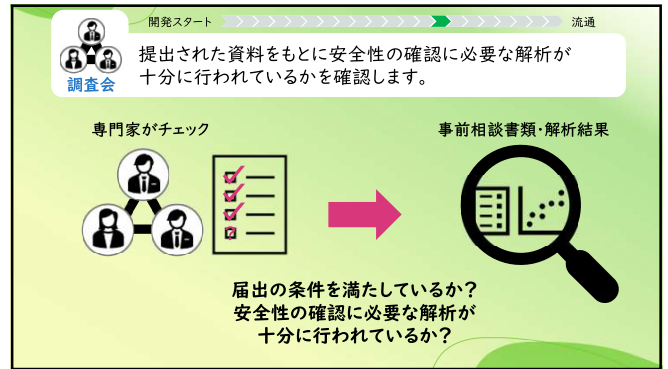 開発スタート
流通
調査会
提出された資料をもとに安全性の確認に必要な解析が
十分に行われているかを確認します。
専門家がチェック
事前相談書類・解析結果
届出の条件を満たしているか？
安全性の確認に必要な解析が
十分に行われているか？